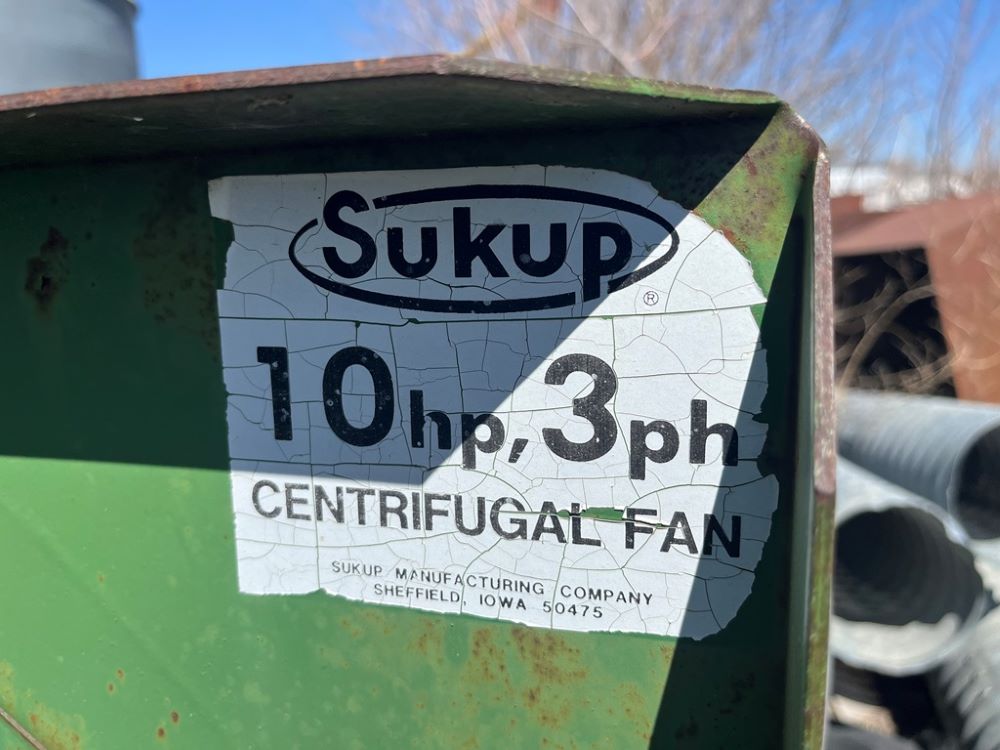 Sukup®
10hp, 3ph
CENTRIFUGAL FAN
SUKUP MANUFACTURING COMPANY
SHEFFIELD, IOWA 50475